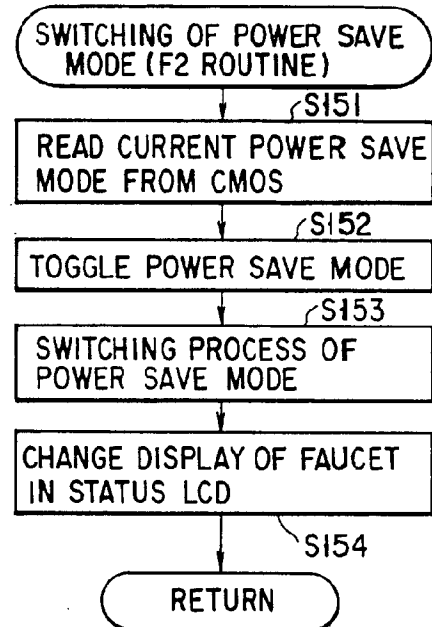 SWITCHING OF POWER SAVE
MODE (F2 ROUTINE)
S151
READ CURRENT POWER SAVE
MODE FROM CMOS
S152
TOGGLE POWER SAVE MODE
S153
SWITCHING PROCESS OF
POWER SAVE MODE
CHANGE DISPLAY OF FAUCET
IN STATUS LCD
S154
RETURN